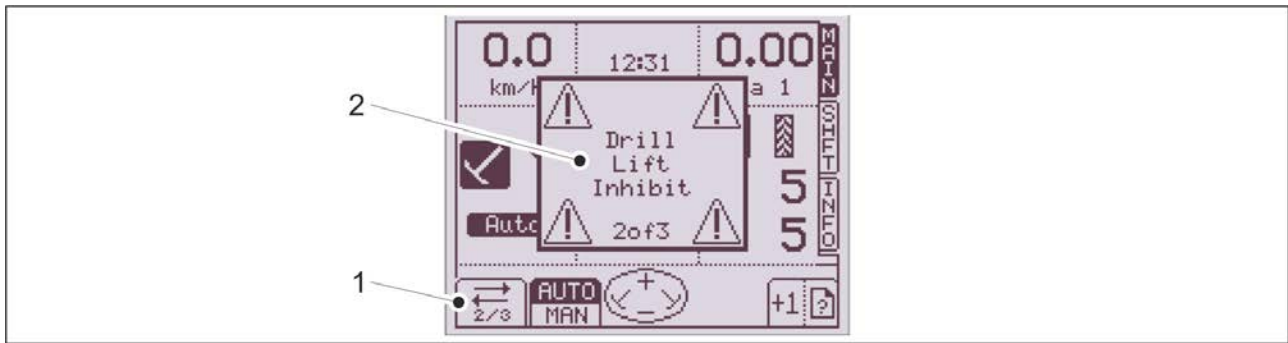 0.0
12:31
0.00
km/h
a 1
MAIN
SHIFT
INFO
2
Drill
Lift
Inhibit
2of3
5
5
Auto
1
2/3
AUTO
MAN
+
-
+1
?